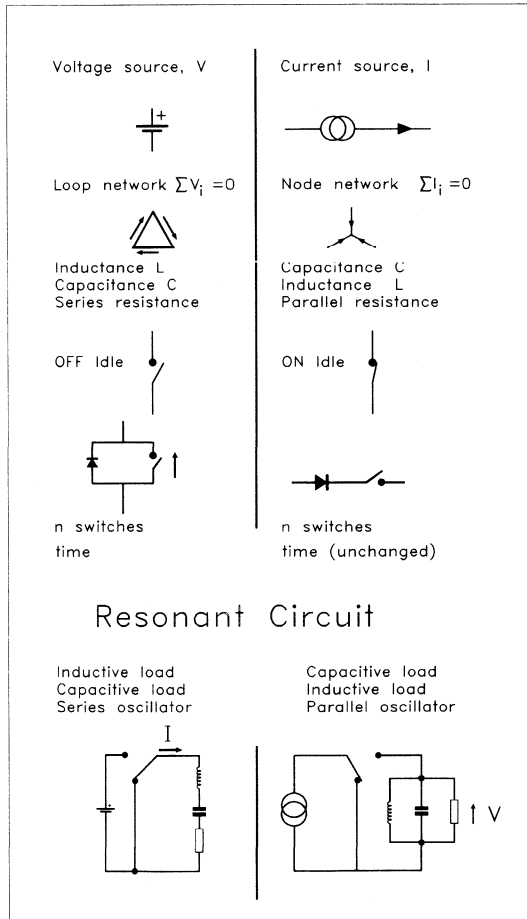 Voltage source, V
+
Loop network ∑Vᵢ =0
Inductance L
Capacitance C
Series resistance
OFF Idle
n switches
time
Current source, I
Node network ∑Iᵢ =0
Capacitance C
Inductance L
Parallel resistance
ON Idle
n switches
time (unchanged)
Resonant Circuit
Inductive load
Capacitive load
Series oscillator
I
+
Capacitive load
Inductive load
Parallel oscillator
V